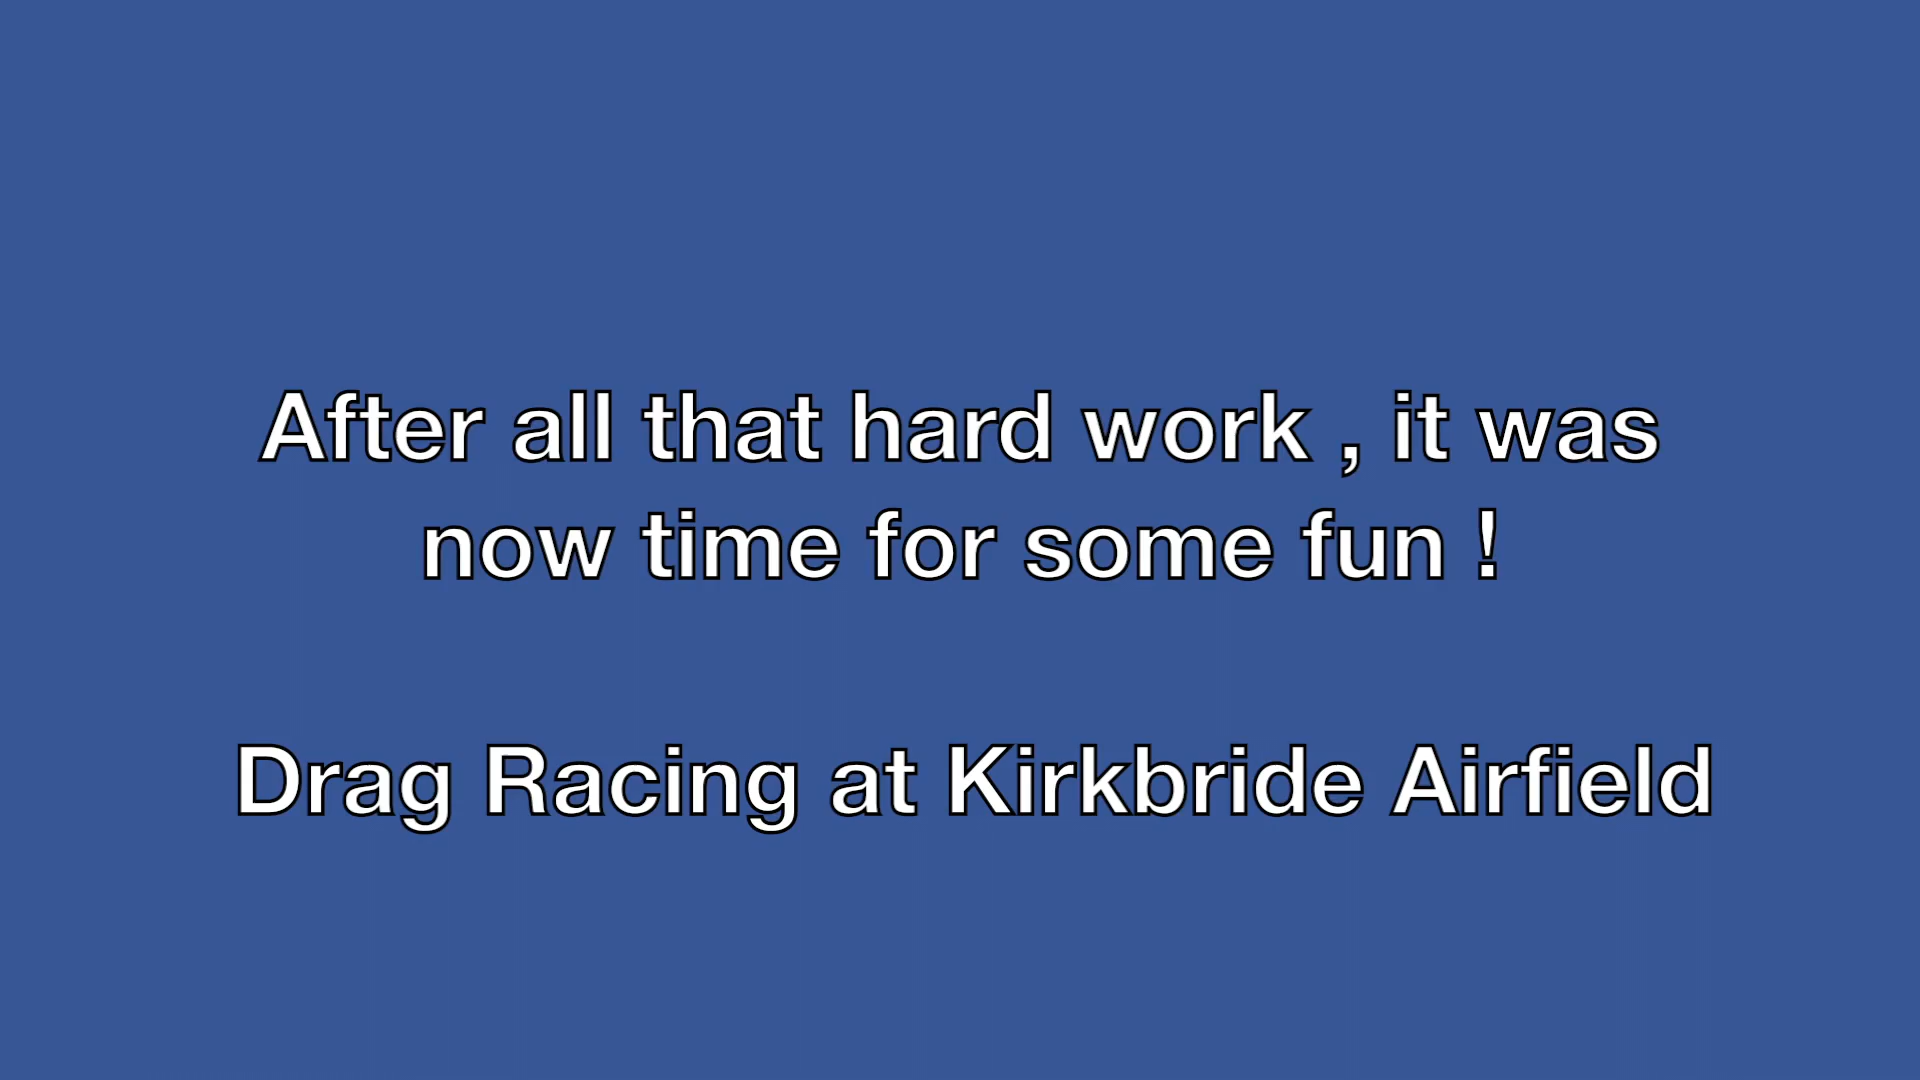 After all that hard work , it was
now time for some fun !
Drag Racing at Kirkbride Airfield